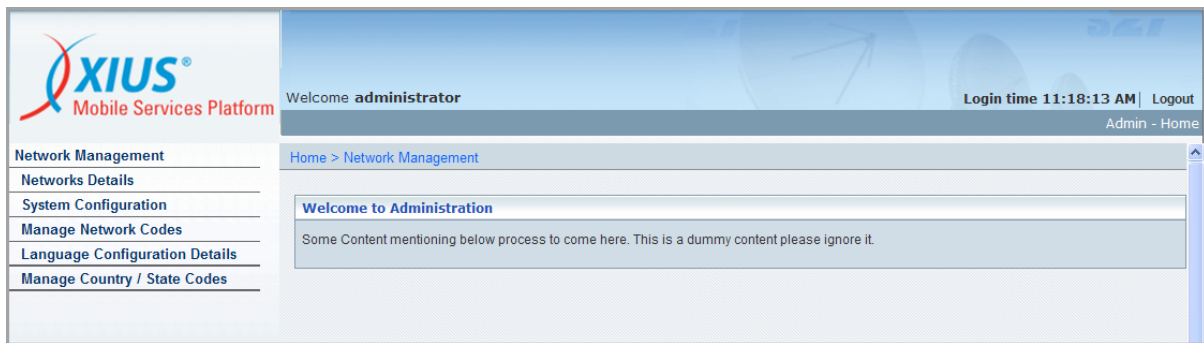 XIUS®
Mobile Services Platform
Welcome administrator
Login time 11:18:13 AM| Logout
Admin - Home
Network Management
Networks Details
System Configuration
Manage Network Codes
Language Configuration Details
Manage Country / State Codes
Home > Network Management
Welcome to Administration
Some Content mentioning below process to come here. This is a dummy content please ignore it.